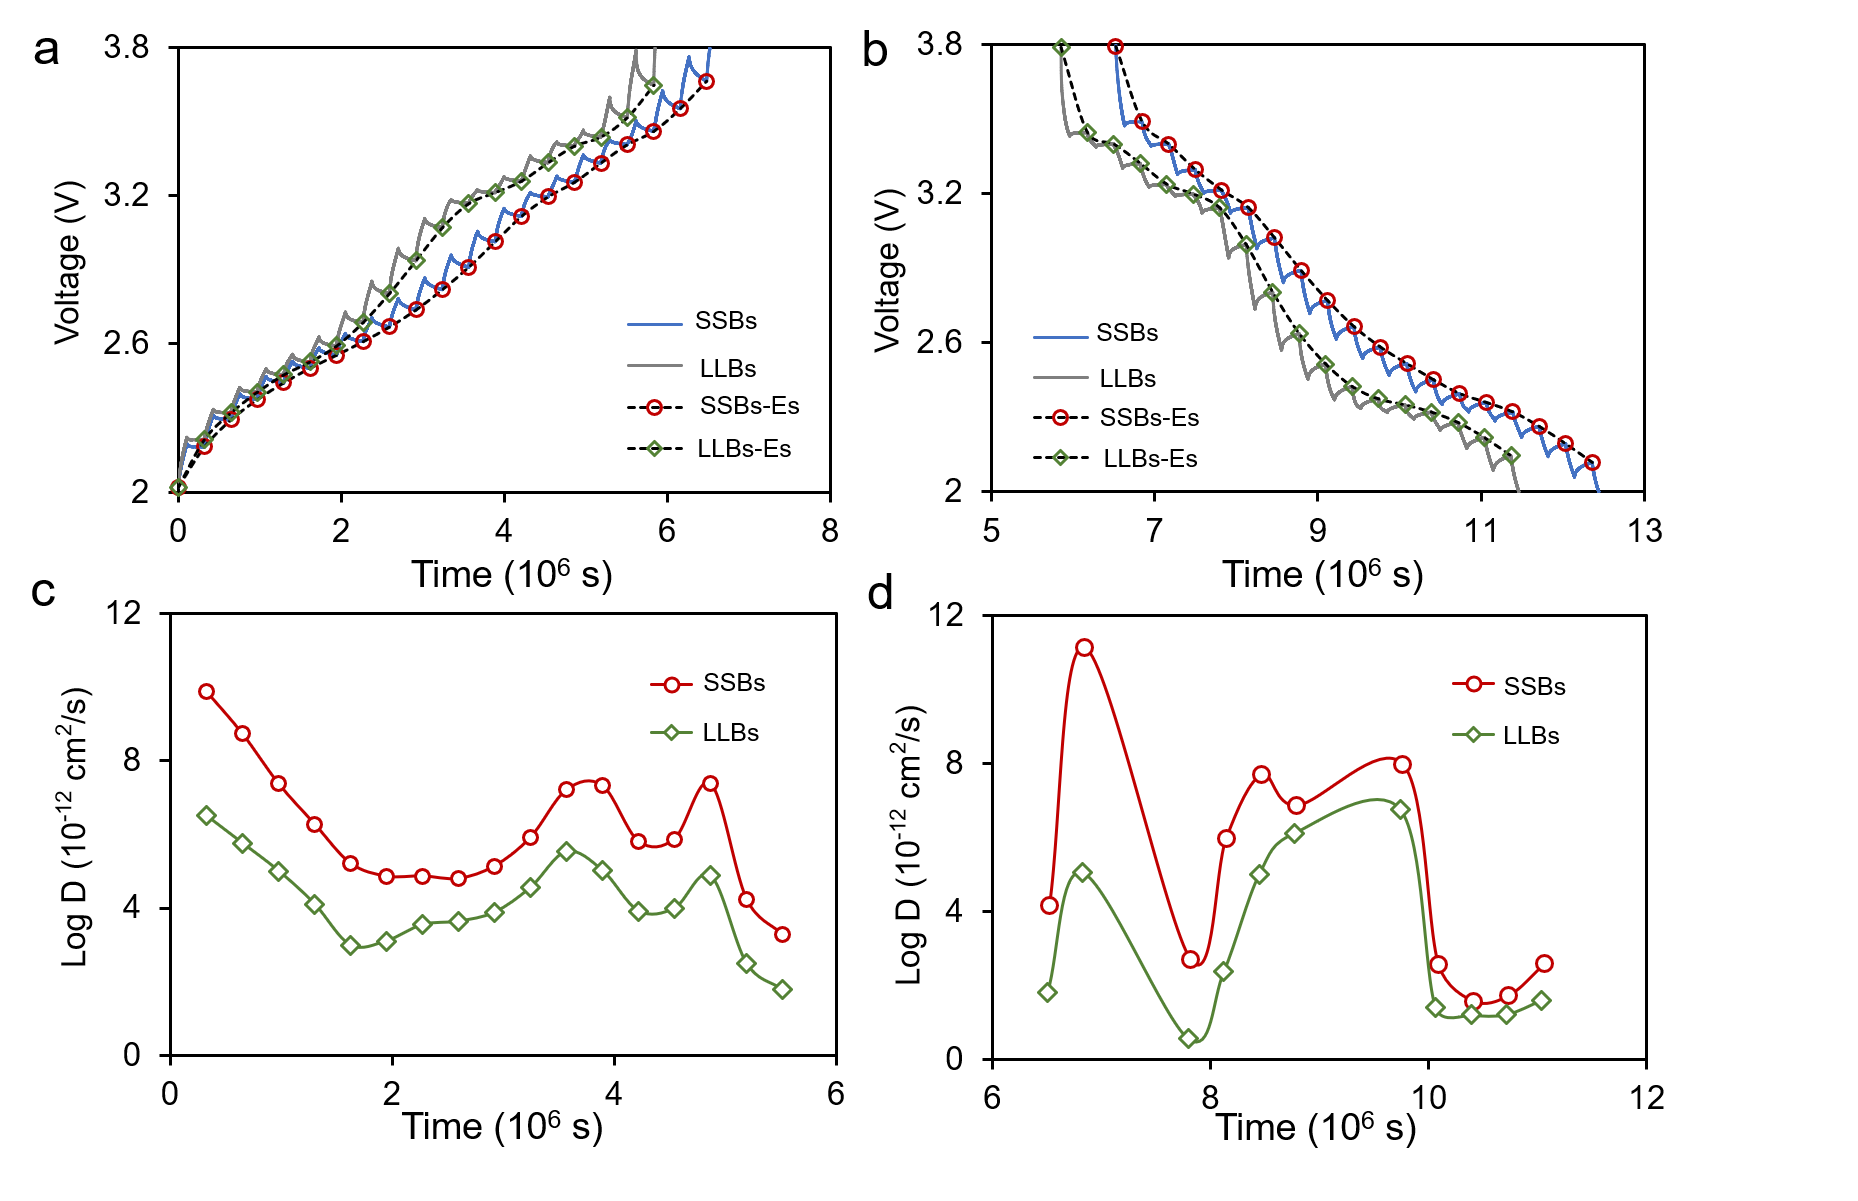 a
3.8
3.2
2.6
2
Voltage (V)
SSBs
LLBs
SSBs-Es
LLBs-Es
0 2 4 6 8
Time (10⁶ s)
b
3.8
3.2
2.6
2
Voltage (V)
SSBs
LLBs
SSBs-Es
LLBs-Es
5 7 9 11 13
Time (10⁶ s)
c
12
8
4
0
Log D (10⁻¹² cm²/s)
SSBs
LLBs
0 2 4 6
Time (10⁶ s)
d
12
8
4
0
Log D (10⁻¹² cm²/s)
SSBs
LLBs
6 8 10 12
Time (10⁶ s)